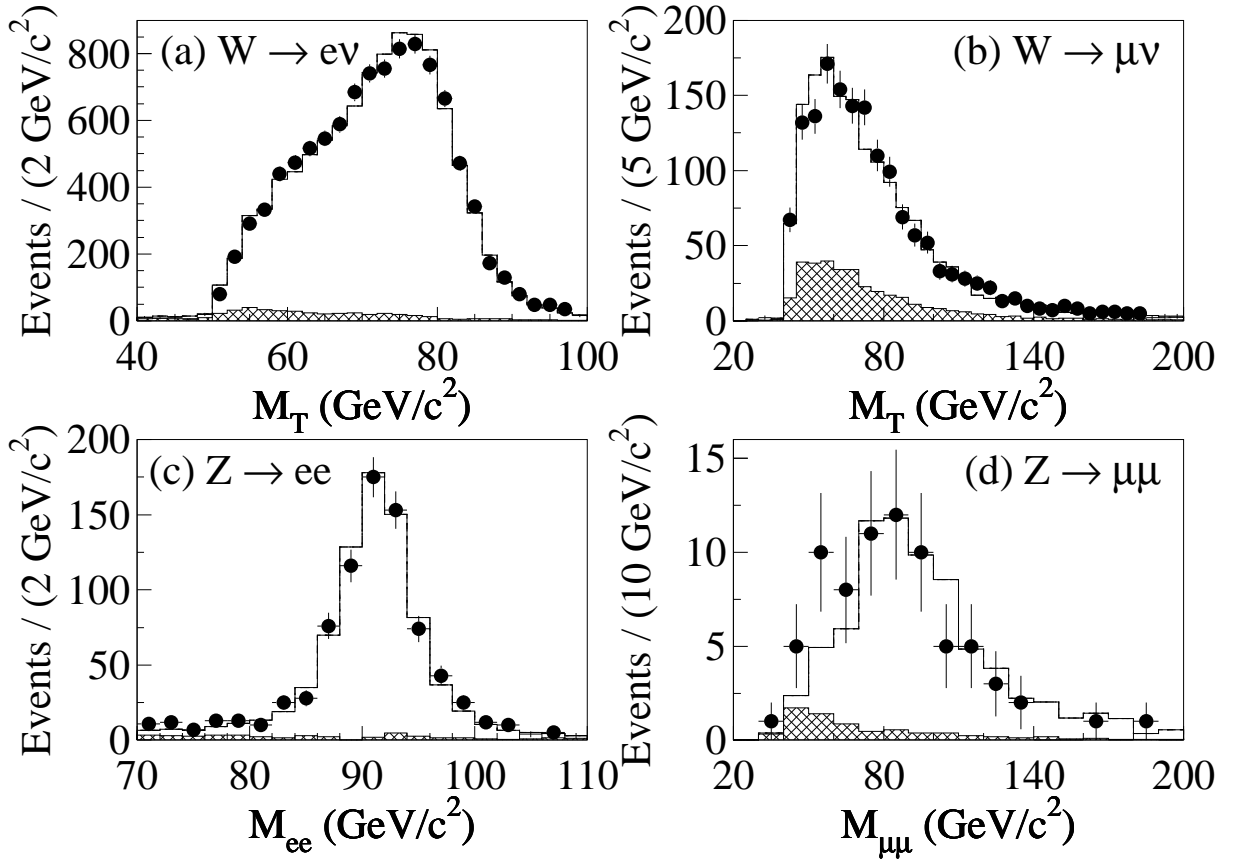 (a) W → eν
Events / (2 GeV/c²)
800
600
400
200
0
40 60 80 100
M_T (GeV/c²)
(b) W → μν
Events / (5 GeV/c²)
200
150
100
50
0
20 80 140 200
M_T (GeV/c²)
(c) Z → ee
Events / (2 GeV/c²)
200
150
100
50
0
70 80 90 100 110
M_ee (GeV/c²)
(d) Z → μμ
Events / (10 GeV/c²)
15
10
5
0
20 80 140 200
M_μμ (GeV/c²)